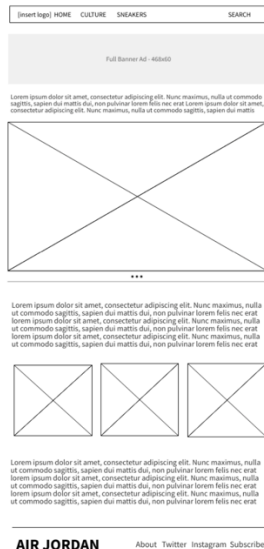 [insert logo] HOME CULTURE SNEAKERS SEARCH
Full Banner Ad - 468x60
Lorem ipsum dolor sit amet, consectetur adipiscing elit. Nunc maximus, nulla ut commodo
sagittis, sapien dui mattis dui, non pulvinar lorem felis nec erat Lorem ipsum dolor sit amet,
consectetur adipiscing elit. Nunc maximus, nulla ut commodo sagittis, sapien dui mattis
Lorem ipsum dolor sit amet, consectetur adipiscing elit. Nunc maximus, nulla
ut commodo sagittis, sapien dui mattis dui, non pulvinar lorem felis nec erat
lorem ipsum dolor sit amet, consectetur adipiscing elit. Nunc maximus, nulla
ut commodo sagittis, sapien dui mattis dui, non pulvinar lorem felis nec erat
lorem ipsum dolor sit amet, consectetur adipiscing elit. Nunc maximus, nulla
ut commodo sagittis, sapien dui mattis dui, non pulvinar lorem felis nec erat
Lorem ipsum dolor sit amet, consectetur adipiscing elit. Nunc maximus, nulla
ut commodo sagittis, sapien dui mattis dui, non pulvinar lorem felis nec erat
lorem ipsum dolor sit amet, consectetur adipiscing elit. Nunc maximus, nulla
ut commodo sagittis, sapien dui mattis dui, non pulvinar lorem felis nec erat
lorem ipsum dolor sit amet, consectetur adipiscing elit. Nunc maximus, nulla
ut commodo sagittis, sapien dui mattis dui, non pulvinar lorem felis nec erat
AIR JORDAN About Twitter Instagram Subscribe